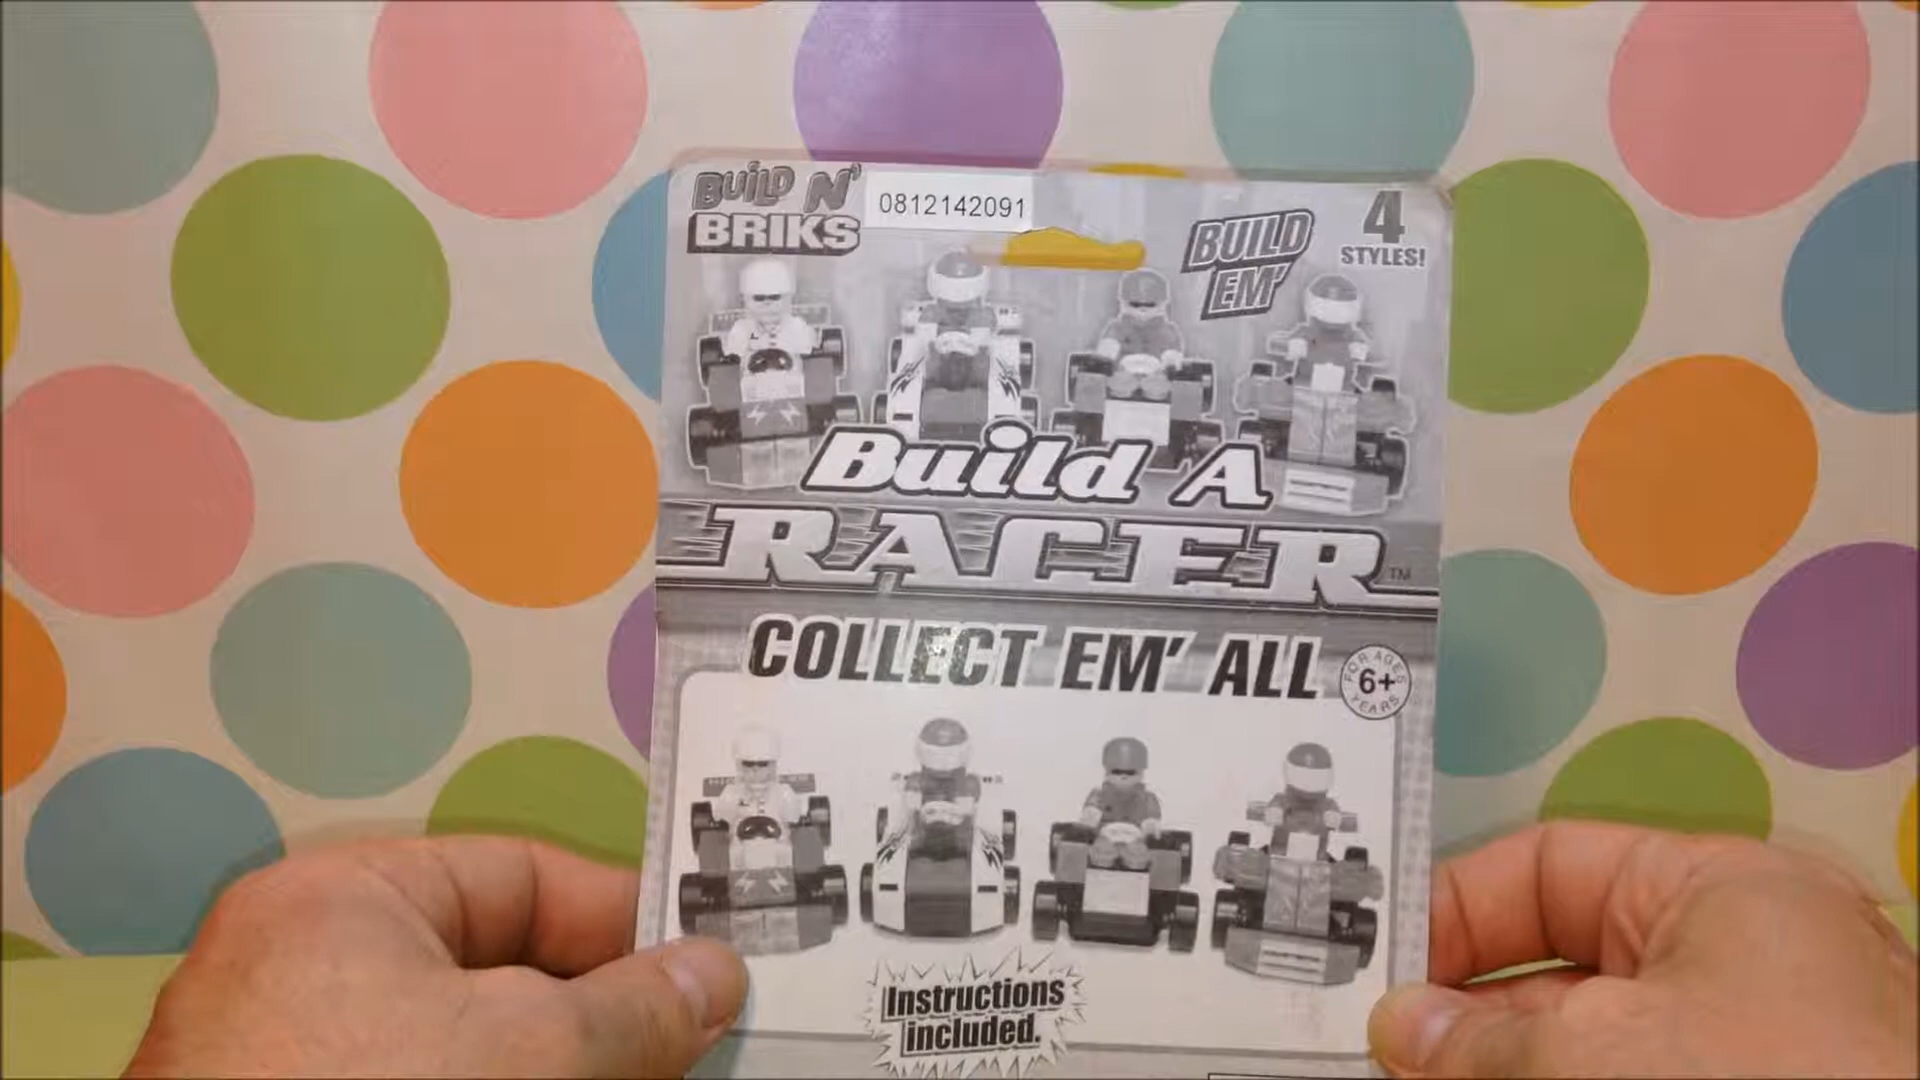 BUILD N'
BRIKS
0812142091
BUILD
EM'
4
STYLES!
Build A
RACER TM
COLLECT EM' ALL
FOR AGES
6+
YEARS
Instructions
included.